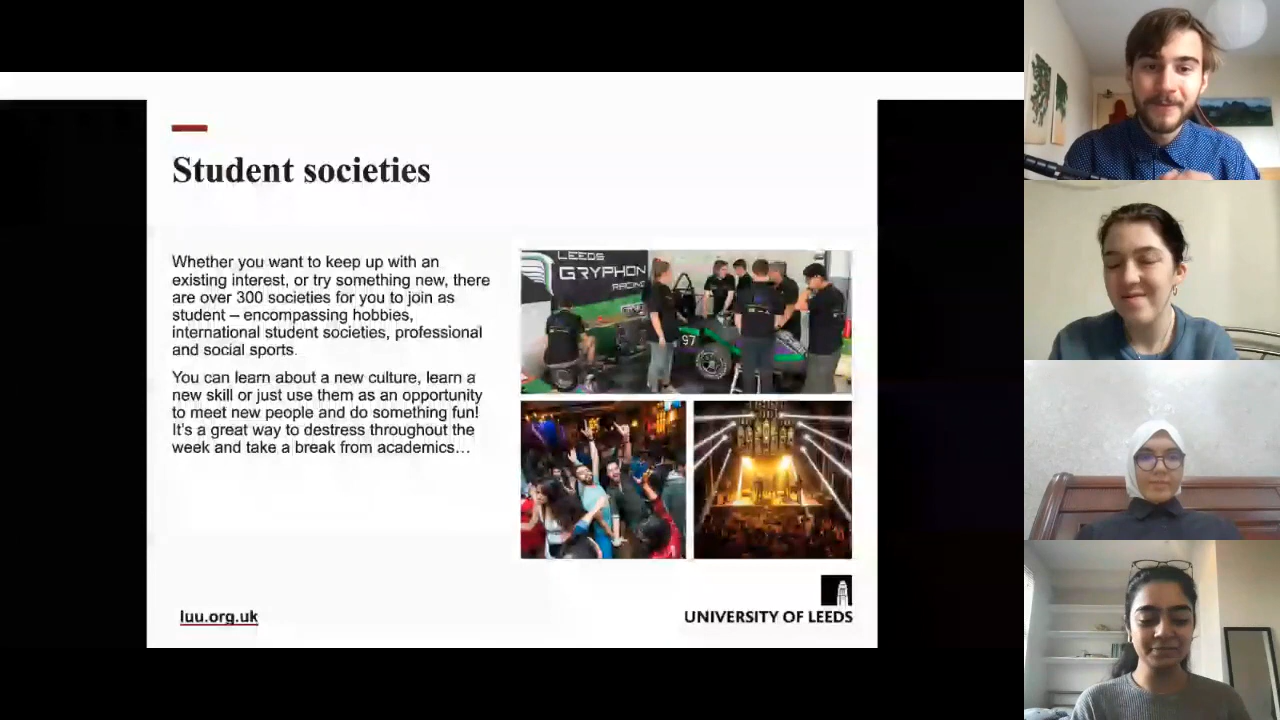 Student societies
Whether you want to keep up with an
existing interest, or try something new, there
are over 300 societies for you to join as
student – encompassing hobbies,
international student societies, professional
and social sports.
You can learn about a new culture, learn a
new skill or just use them as an opportunity
to meet new people and do something fun!
It's a great way to destress throughout the
week and take a break from academics…
LEEDS
GRYPHON
RACING
97
luu.org.uk
UNIVERSITY OF LEEDS